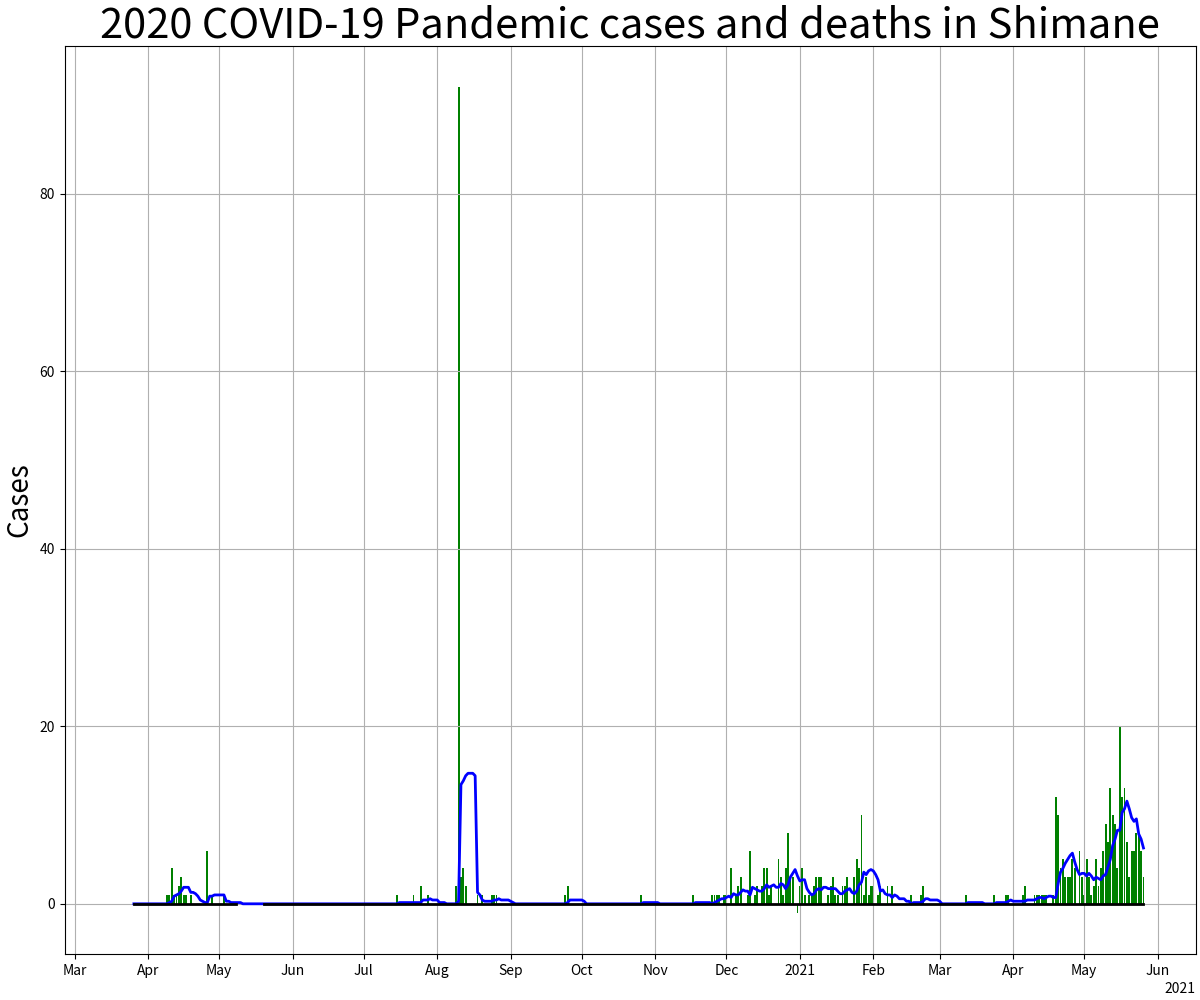 2020 COVID-19 Pandemic cases and deaths in Shimane
Cases
80
60
40
20
0
Mar Apr May Jun Jul Aug Sep Oct Nov Dec 2021 Feb Mar Apr May Jun
2021